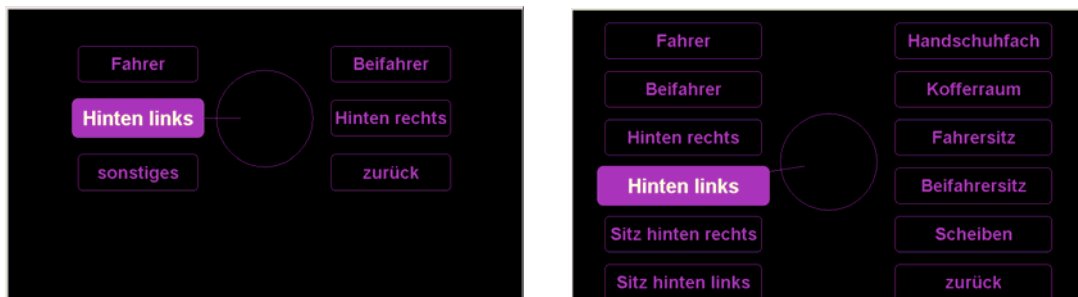 Fahrer
Beifahrer
Hinten links
Hinten rechts
sonstiges
zurück
Fahrer
Handschuhfach
Beifahrer
Kofferraum
Hinten rechts
Fahrersitz
Hinten links
Beifahrersitz
Sitz hinten rechts
Scheiben
Sitz hinten links
zurück